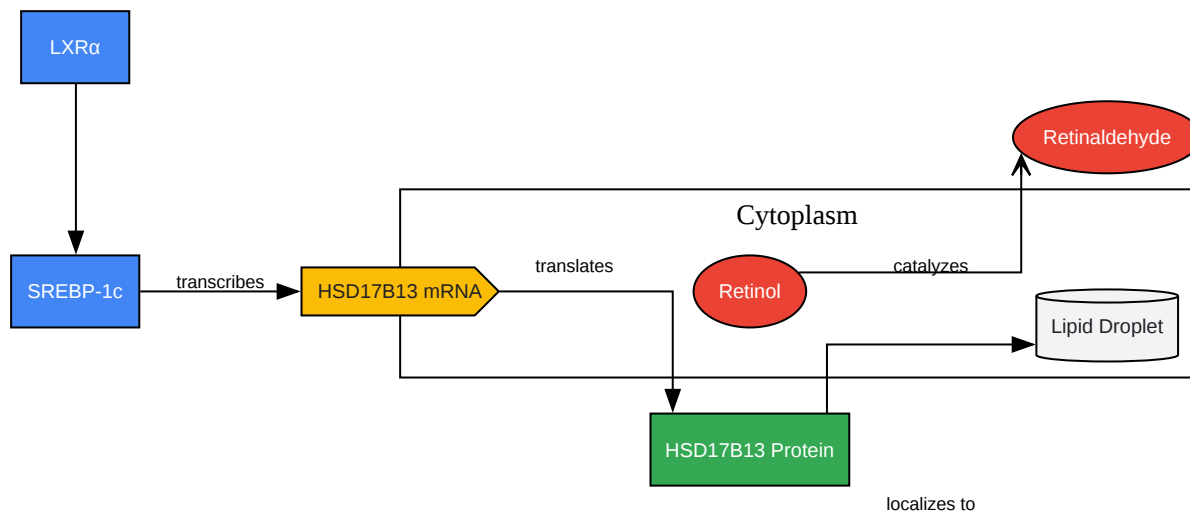 LXRα
Retinaldehyde
Cytoplasm
translates
catalyzes
SREBP-1c
transcribes
HSD17B13 mRNA
Retinol
Lipid Droplet
HSD17B13 Protein
localizes to